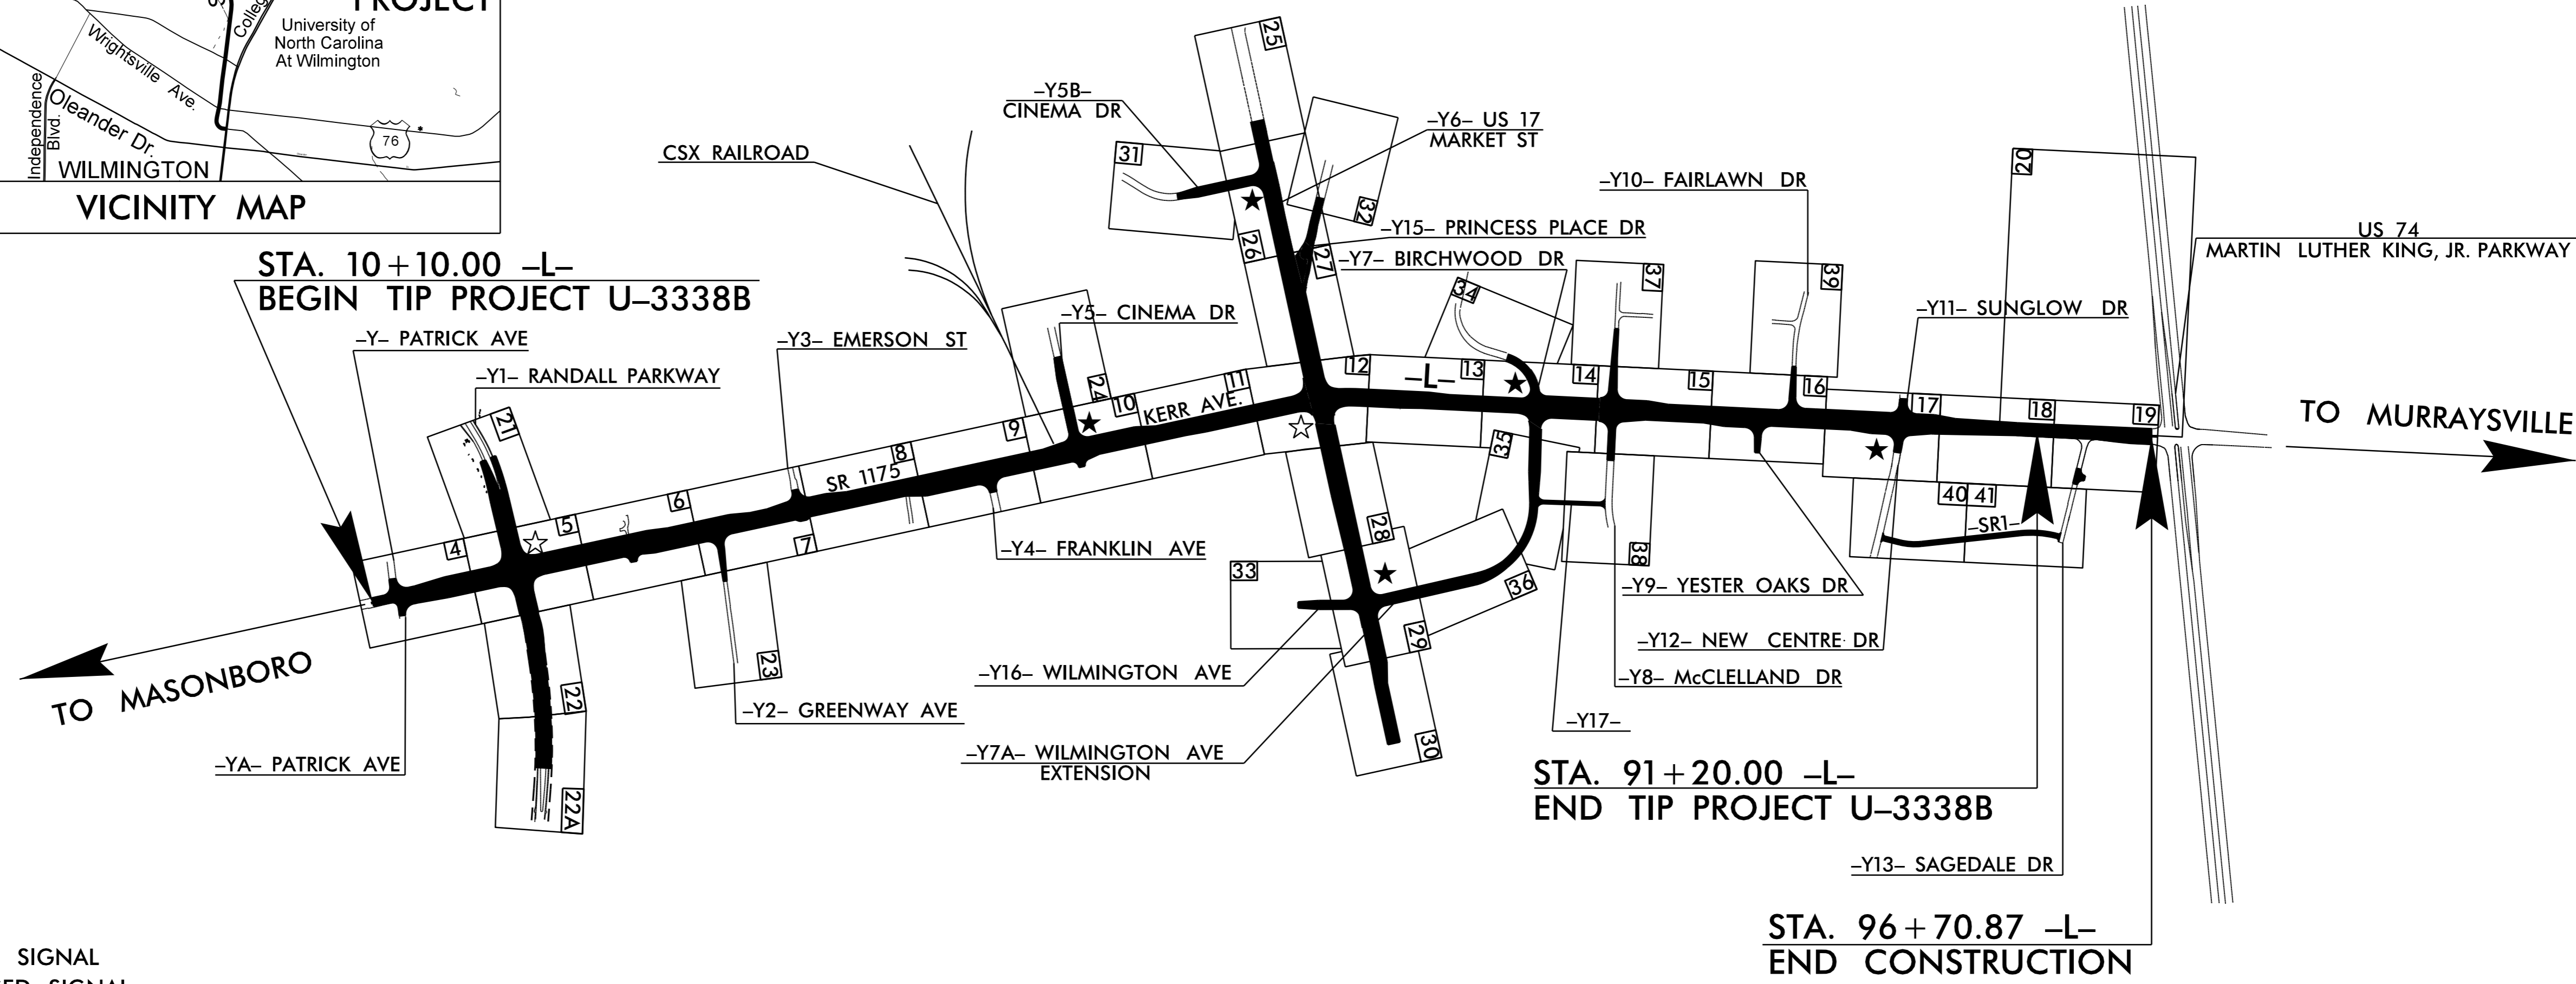 PROJECT
University of
North Carolina
At Wilmington
Wrightsville Ave.
Independence
Blvd.
Oleander Dr.
76
WILMINGTON
VICINITY MAP
STA. 10+10.00 –L–
BEGIN TIP PROJECT U–3338B
–Y– PATRICK AVE
–Y1– RANDALL PARKWAY
–Y3– EMERSON ST
CSX RAILROAD
–Y5B–
CINEMA DR
–Y5– CINEMA DR
–Y6– US 17
MARKET ST
–Y15– PRINCESS PLACE DR
–Y7– BIRCHWOOD DR
–Y10– FAIRLAWN DR
–Y11– SUNGLOW DR
US 74
MARTIN LUTHER KING, JR. PARKWAY
TO MURRAYSVILLE
25
31
32
26
27
20
34
37
39
21
24
4
5
6
7
8
9
10
11
12
13
14
15
16
17
18
19
SR 1175
KERR AVE.
–L–
35
28
33
36
38
40
41
–SR1–
29
30
22
22A
23
TO MASONBORO
–YA– PATRICK AVE
–Y2– GREENWAY AVE
–Y4– FRANKLIN AVE
–Y16– WILMINGTON AVE
–Y7A– WILMINGTON AVE
EXTENSION
–Y9– YESTER OAKS DR
–Y12– NEW CENTRE DR
–Y8– McCLELLAND DR
–Y17–
STA. 91+20.00 –L–
END TIP PROJECT U–3338B
–Y13– SAGEDALE DR
STA. 96+70.87 –L–
END CONSTRUCTION
SIGNAL
SIGNAL